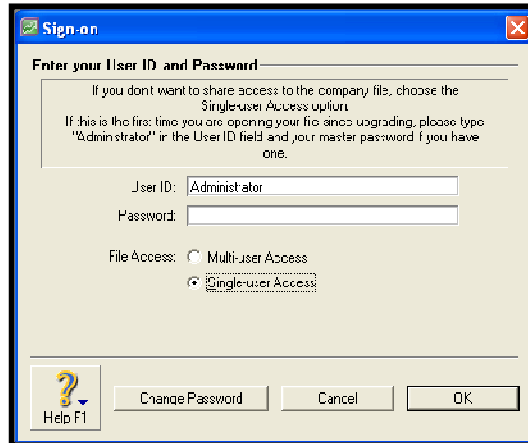 Sign-on
Enter your User ID and Password
If you dont want to share access to the company file, choose the
Single-user Access option
If this is the first time you are opening your file since upgrading, please type
"Administrator" in the User ID field and your master password if you have
one.
User ID: Administrator
Password:
File Access: Multi-user Access
Single-user Access
Help F1
Change Password
Cancel
OK